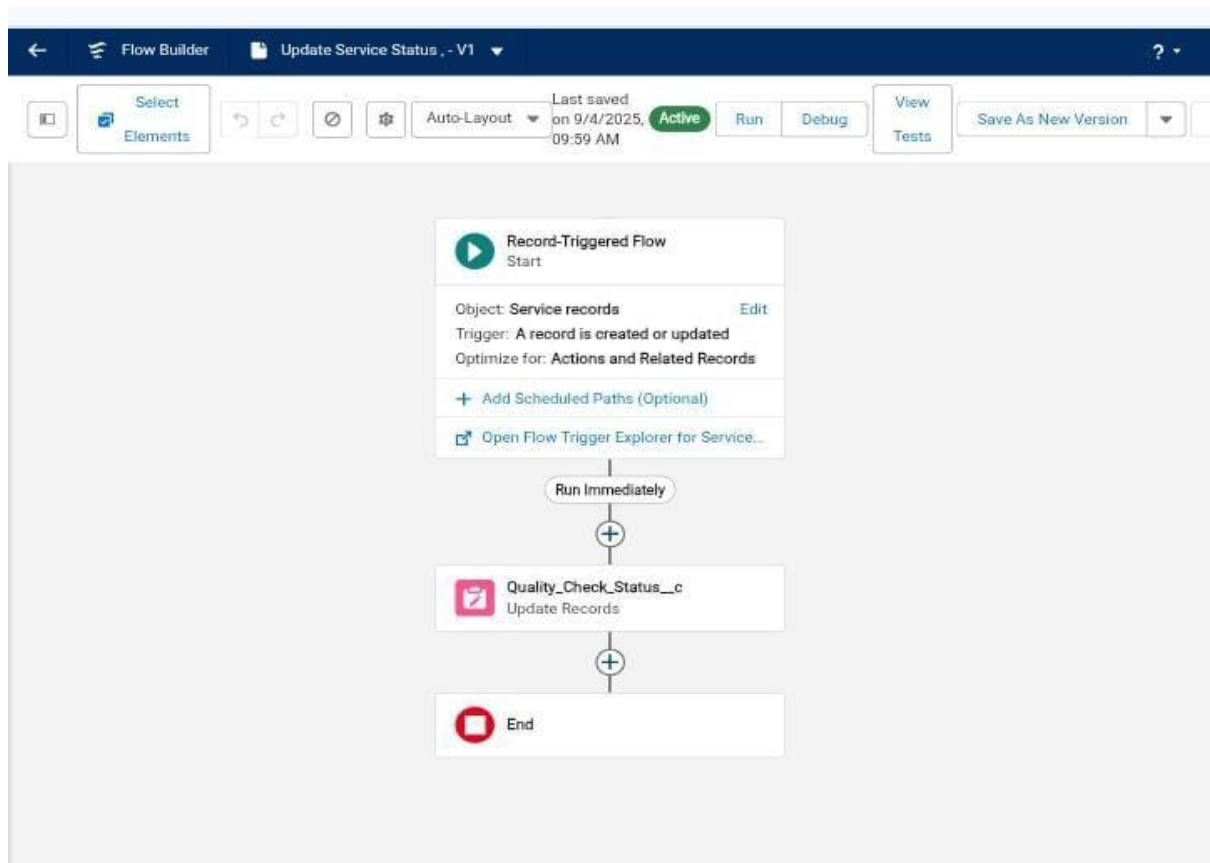 Flow Builder
Update Service Status , - V1
? 
Select
Elements
Auto-Layout
Last saved
on 9/4/2025,
09:59 AM
Active
Run
Debug
View
Tests
Save As New Version
Record-Triggered Flow
Start
Object: Service records
Edit
Trigger: A record is created or updated
Optimize for: Actions and Related Records
+ Add Scheduled Paths (Optional)
Open Flow Trigger Explorer for Service...
Run Immediately
Quality_Check_Status__c
Update Records
End